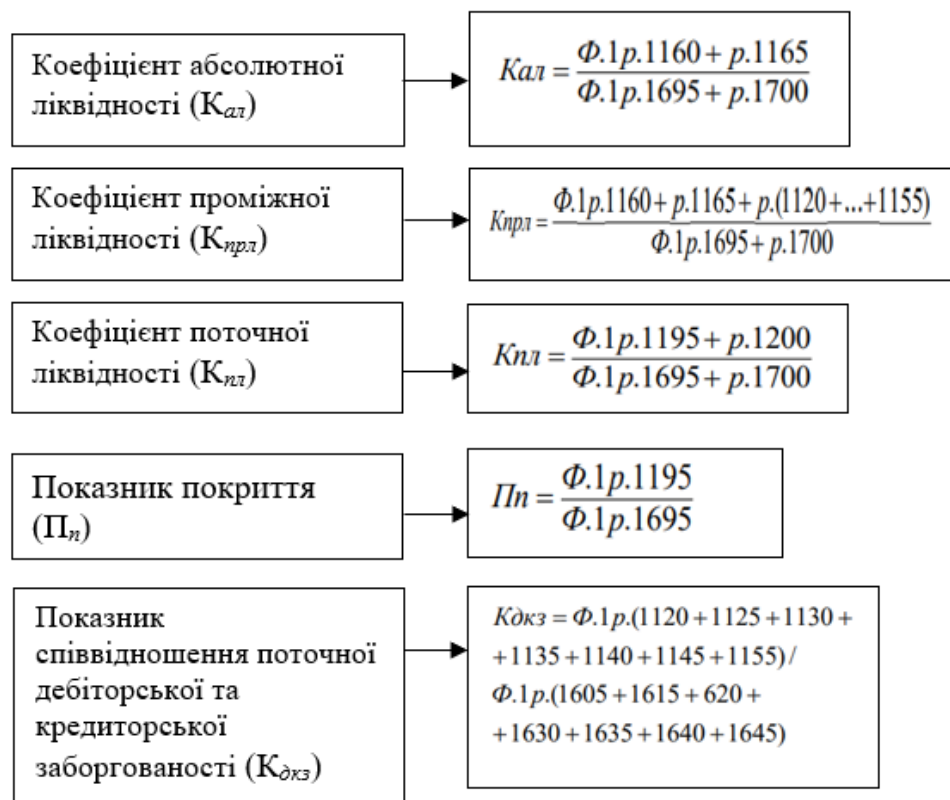 Коефіцієнт абсолютної
ліквідності (Кал)
Кал = Ф.1р.1160 + р.1165
Ф.1р.1695 + р.1700
Коефіцієнт проміжної
ліквідності (Кпрл)
Кпрл = Ф.1р.1160 + р.1165 + р.(1120 +...+1155)
Ф.1р.1695 + р.1700
Коефіцієнт поточної
ліквідності (Кпл)
Кпл = Ф.1р.1195 + р.1200
Ф.1р.1695 + р.1700
Показник покриття
(Пп)
Пп = Ф.1р.1195
Ф.1р.1695
Показник
співвідношення поточної
дебіторської та
кредиторської
заборгованості (Кдкз)
Кдкз = Ф.1р.(1120 + 1125 + 1130 +
+ 1135 + 1140 + 1145 + 1155) /
Ф.1р.(1605 + 1615 + 620 +
+ 1630 + 1635 + 1640 + 1645)